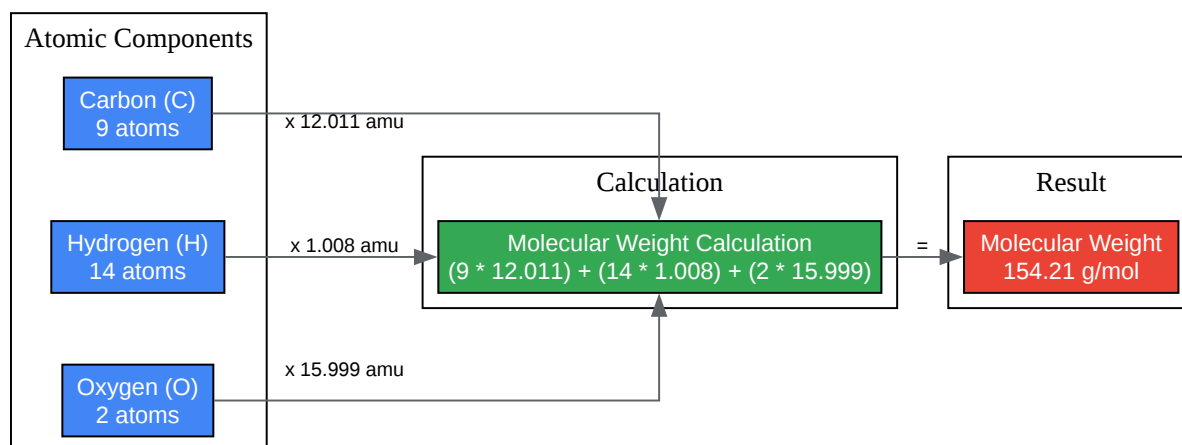 Atomic Components
Carbon (C)
9 atoms
x 12.011 amu
Calculation
Result
Hydrogen (H)
14 atoms
x 1.008 amu
Molecular Weight Calculation
(9 * 12.011) + (14 * 1.008) + (2 * 15.999)
=
Molecular Weight
154.21 g/mol
x 15.999 amu
Oxygen (O)
2 atoms